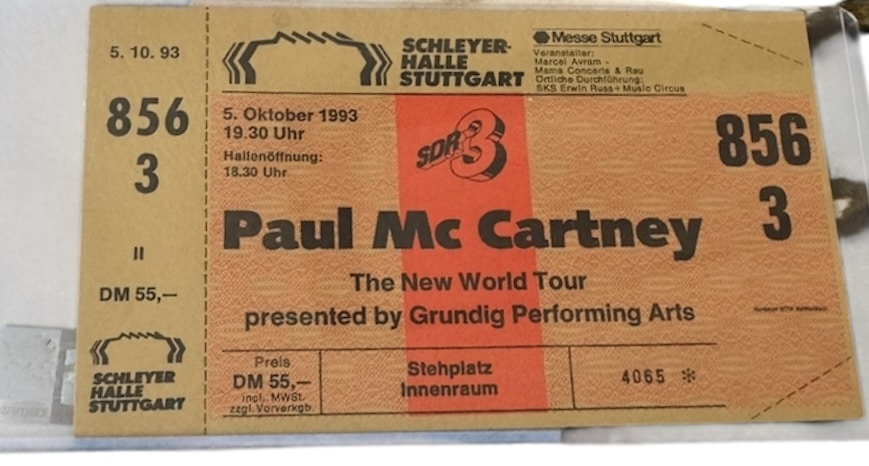 5. 10. 93
856
3
II
DM 55,—
SCHLEYER
HALLE
STUTTGART
SCHLEYER-
HALLE
STUTTGART
Messe Stuttgart
Veranstalter:
Marcel Avram -
Mama Concerts & Rau
Örtliche Durchführung:
SKS Erwin Russ + Music Circus
5. Oktober 1993
19.30 Uhr
Hallenöffnung:
18.30 Uhr
SDR 3
856
3
Paul Mc Cartney
The New World Tour
presented by Grundig Performing Arts
Preis
DM 55,—
incl. MWSt.
zzgl. Vorverkgb.
Stehplatz
Innenraum
4065 *